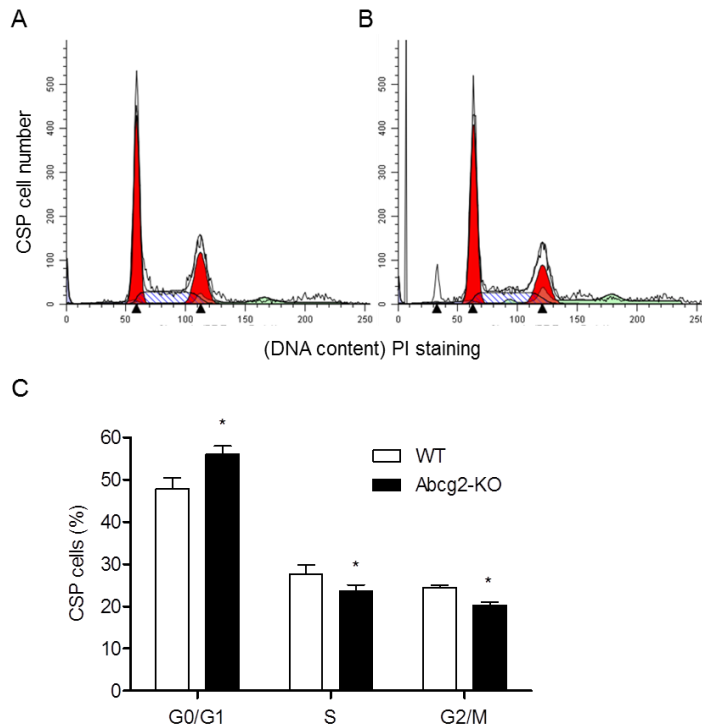 A
B
500
400
300
200
100
0
0 50 100 150 200 250
500
400
300
200
100
0
0 50 100 150 200 250
CSP cell number
(DNA content) PI staining
C
*
60
50
40
30
20
10
0
CSP cells (%)
WT
Abcg2-KO
*
*
G0/G1 S G2/M